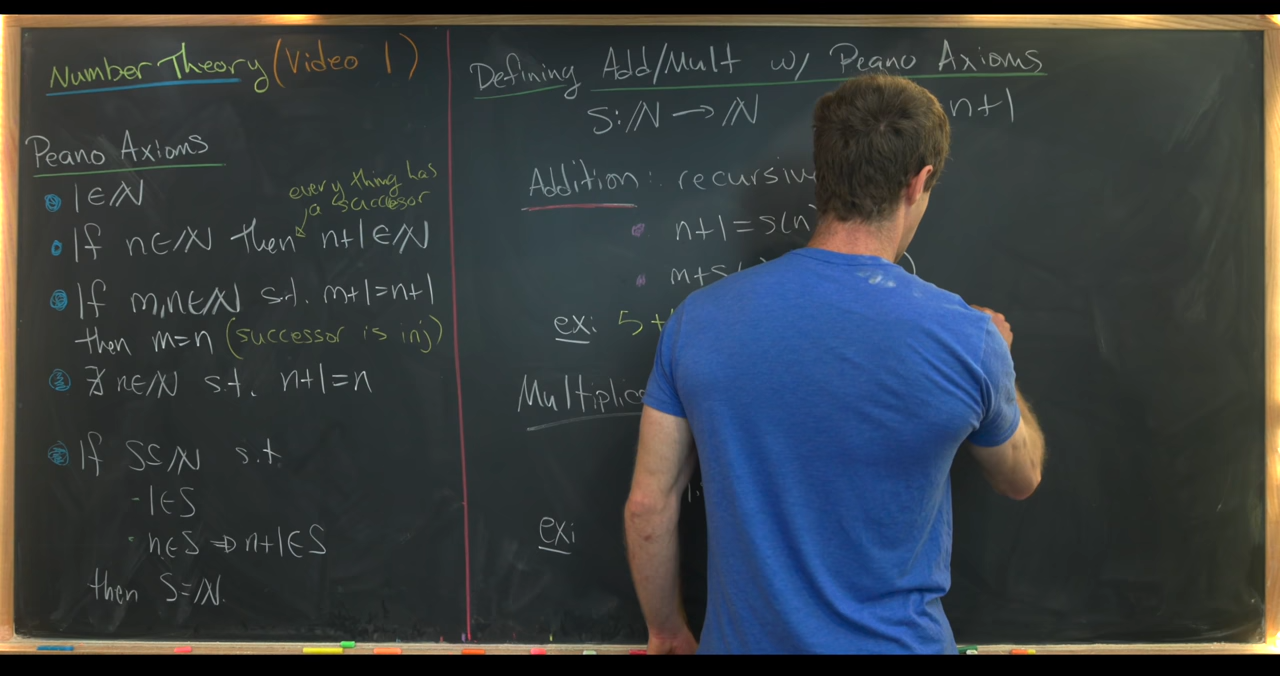 Number Theory (Video 1)
Peano Axioms
1∈ℕ
every thing has
a successor
If n∈ℕ then n+1∈ℕ
If m,n∈ℕ s.t. m+1=n+1
then m=n (successor is inj)
∄ n∈ℕ s.t. n+1=n
If S⊆ℕ s.t.
-1∈S
· n∈S ⇒ n+1∈S
then S=ℕ.
Defining Add/Mult w/ Peano Axioms
S:ℕ→ℕ n+1
Addition: recursive
n+1=S(n)
m+S( )
ex: 5+
ex: